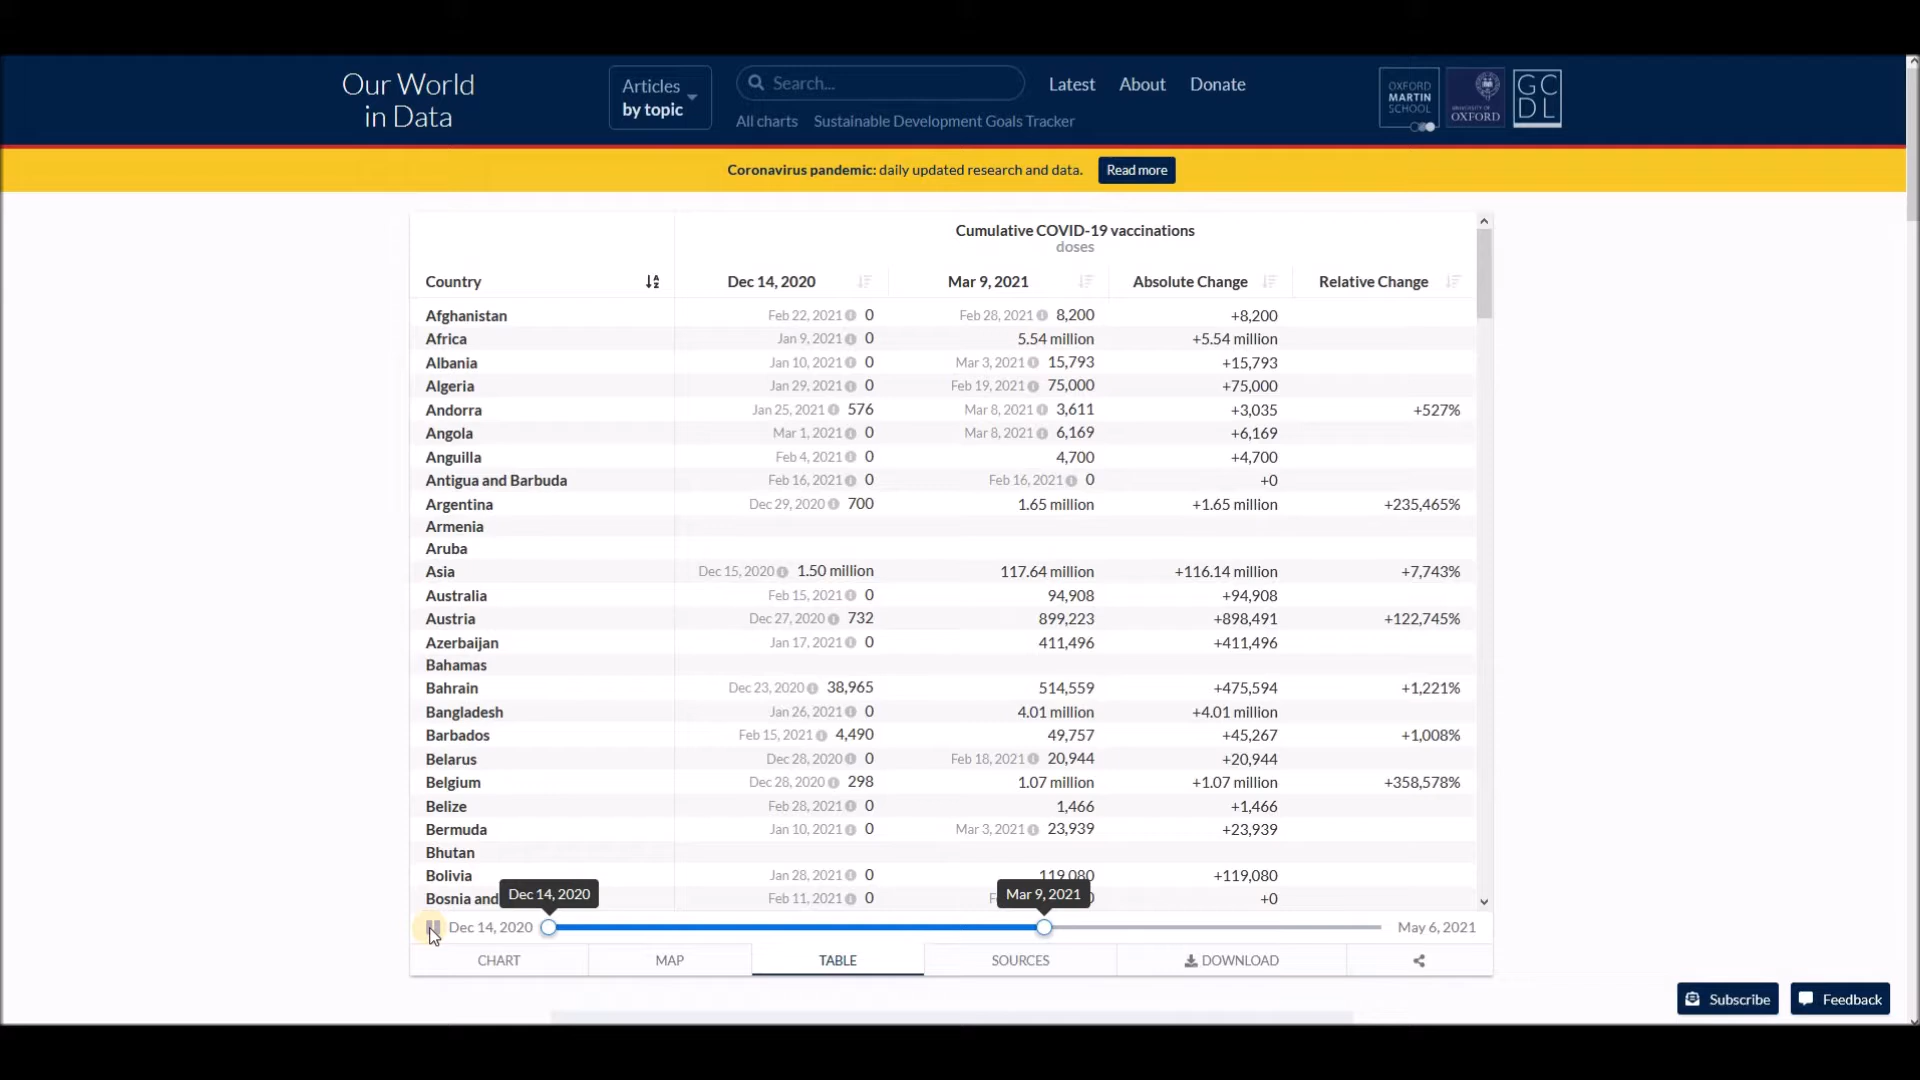 Our World
in Data
Articles
by topic
Search...
Latest
About
Donate
All charts
Sustainable Development Goals Tracker
OXFORD
MARTIN
SCHOOL
UNIVERSITY OF
OXFORD
GC
DL
Coronavirus pandemic: daily updated research and data.
Read more
Cumulative COVID-19 vaccinations
doses
Country Dec 14, 2020 Mar 9, 2021 Absolute Change Relative Change
Afghanistan Feb 22, 2021 0 Feb 28, 2021 8,200 +8,200
Africa Jan 9, 2021 0 5.54 million +5.54 million
Albania Jan 10, 2021 0 Mar 3, 2021 15,793 +15,793
Algeria Jan 29, 2021 0 Feb 19, 2021 75,000 +75,000
Andorra Jan 25, 2021 576 Mar 8, 2021 3,611 +3,035 +527%
Angola Mar 1, 2021 0 Mar 8, 2021 6,169 +6,169
Anguilla Feb 4, 2021 0 4,700 +4,700
Antigua and Barbuda Feb 16, 2021 0 Feb 16, 2021 0 +0
Argentina Dec 29, 2020 700 1.65 million +1.65 million +235,465%
Armenia
Aruba
Asia Dec 15, 2020 1.50 million 117.64 million +116.14 million +7,743%
Australia Feb 15, 2021 0 94,908 +94,908
Austria Dec 27, 2020 732 899,223 +898,491 +122,745%
Azerbaijan Jan 17, 2021 0 411,496 +411,496
Bahamas
Bahrain Dec 23, 2020 38,965 514,559 +475,594 +1,221%
Bangladesh Jan 26, 2021 0 4.01 million +4.01 million
Barbados Feb 15, 2021 4,490 49,757 +45,267 +1,008%
Belarus Dec 28, 2020 0 Feb 18, 2021 20,944 +20,944
Belgium Dec 28, 2020 298 1.07 million +1.07 million +358,578%
Belize Feb 28, 2021 0 1,466 +1,466
Bermuda Jan 10, 2021 0 Mar 3, 2021 23,939 +23,939
Bhutan
Bolivia Jan 28, 2021 0 119,080 +119,080
Bosnia and Feb 11, 2021 0 +0
Dec 14, 2020 Mar 9, 2021
Dec 14, 2020 May 6, 2021
CHART MAP TABLE SOURCES DOWNLOAD
Subscribe
Feedback